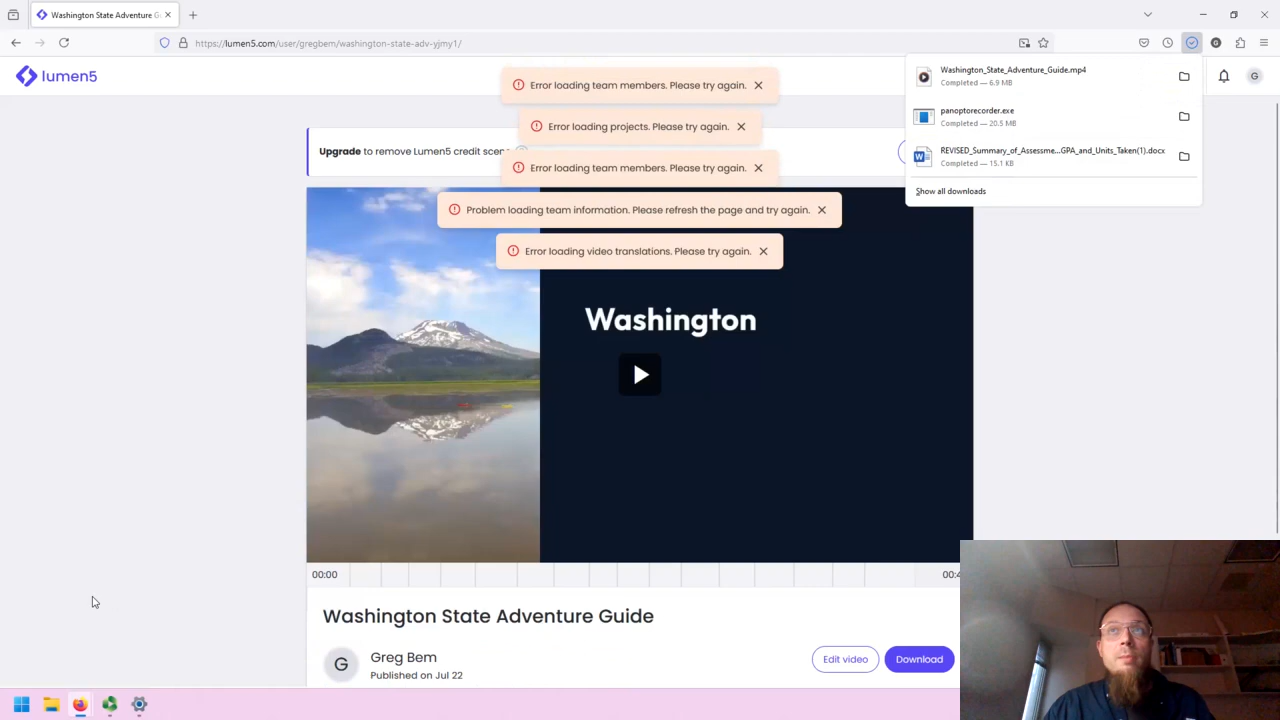 Washington State Adventure G
https://lumen5.com/user/gregbem/washington-state-adv-yjmy1/
lumen5
G
Washington_State_Adventure_Guide.mp4
Completed — 6.9 MB
panoptorecorder.exe
Completed — 20.5 MB
REVISED_Summary_of_Assessme...GPA_and_Units_Taken(1).docx
Completed — 15.1 KB
Show all downloads
Error loading team members. Please try again.
Error loading projects. Please try again.
Upgrade to remove Lumen5 credit scen
Error loading team members. Please try again.
Problem loading team information. Please refresh the page and try again.
Error loading video translations. Please try again.
Washington
00:00
00:4
Washington State Adventure Guide
G
Greg Bem
Published on Jul 22
Edit video
Download